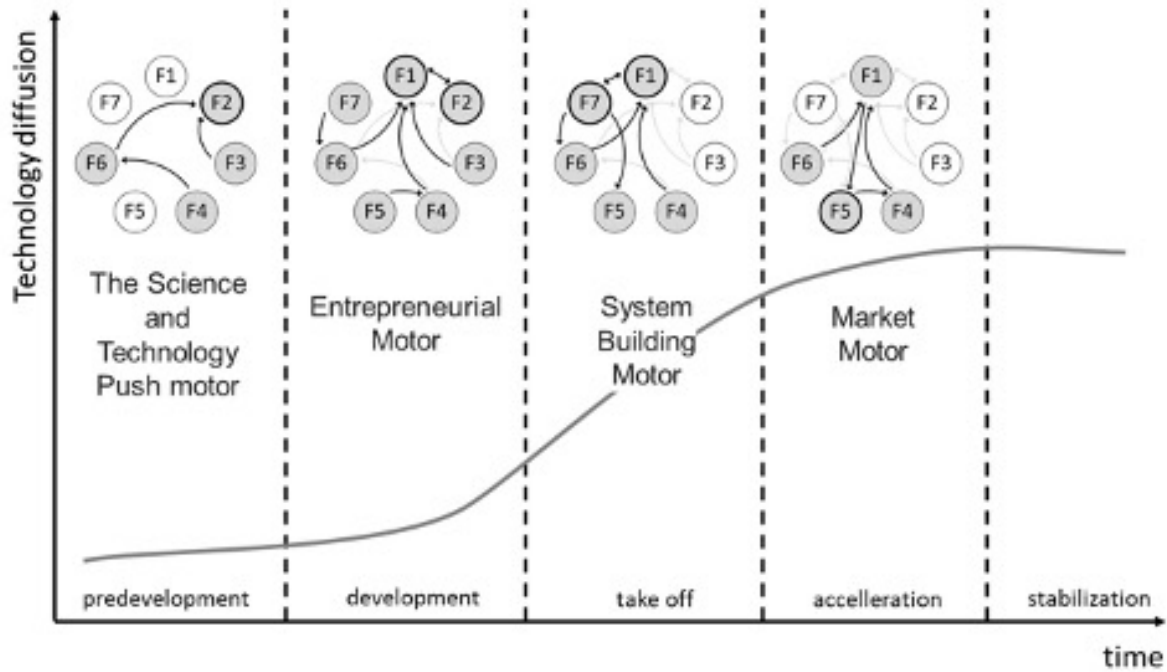 Technology diffusion
F1
F7
F2
F6
F3
F5
F4
The Science
and
Technology
Push motor
predevelopment
F1
F7
F2
F6
F3
F5
F4
Entrepreneurial
Motor
development
F1
F7
F2
F6
F3
F5
F4
System
Building
Motor
take off
F1
F7
F2
F6
F3
F5
F4
Market
Motor
accelleration
stabilization
time